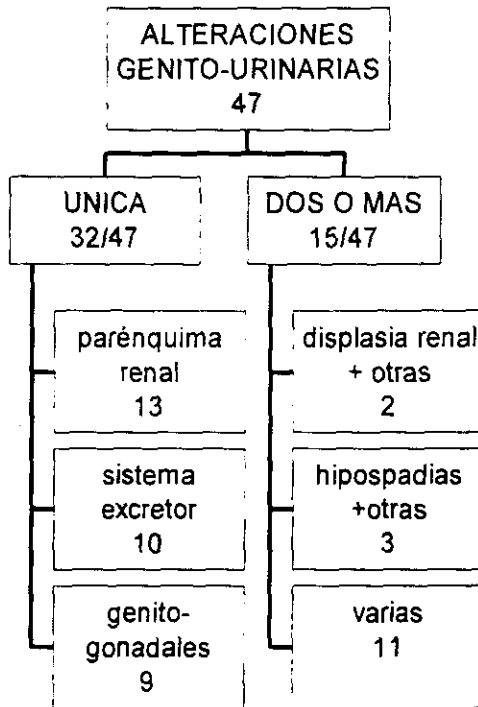 ALTERACIONES
GENITO-URINARIAS
47
UNICA
32/47
DOS O MAS
15/47
parénquima
renal
13
displasia renal
+ otras
2
sistema
excretor
10
hipospadias
+otras
3
genito-
gonadales
9
varias
11